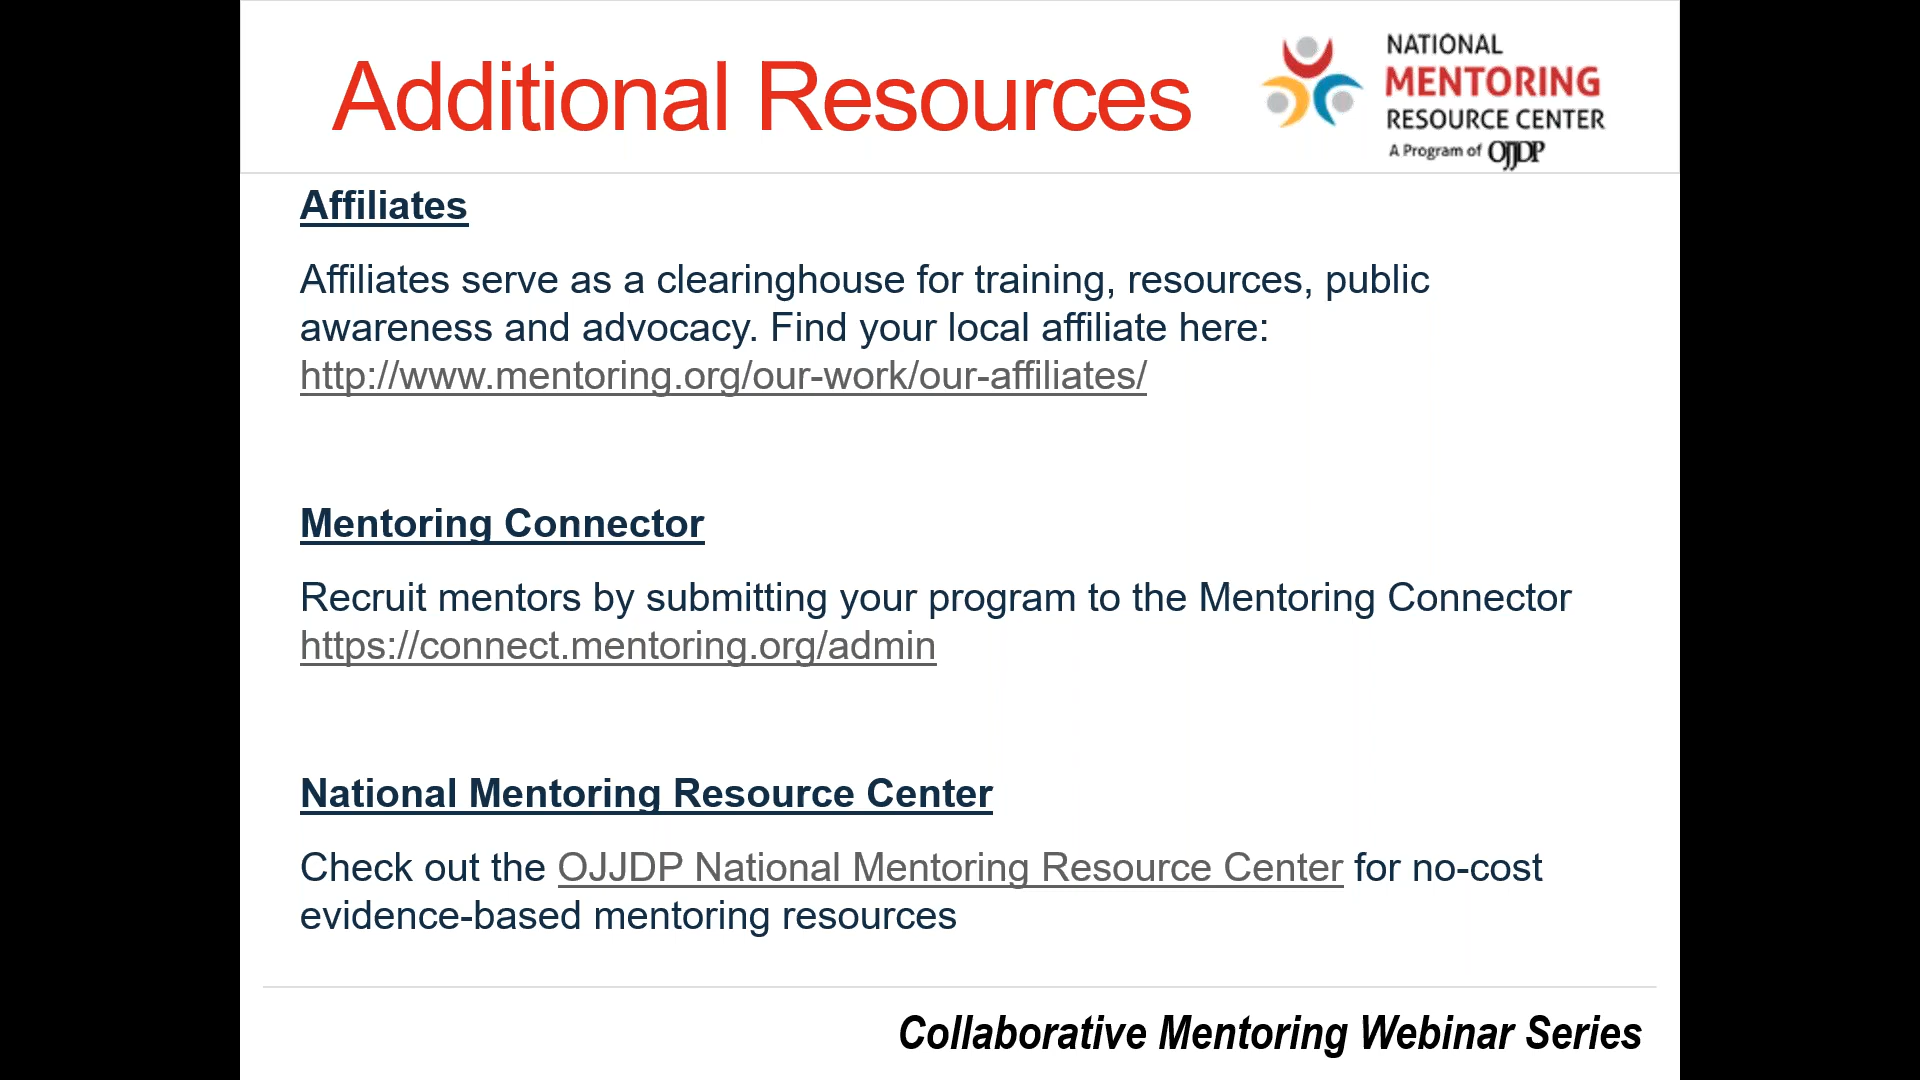 Additional Resources
NATIONAL
MENTORING
RESOURCE CENTER
A Program of OJJDP
Affiliates
Affiliates serve as a clearinghouse for training, resources, public
awareness and advocacy. Find your local affiliate here:
http://www.mentoring.org/our-work/our-affiliates/
Mentoring Connector
Recruit mentors by submitting your program to the Mentoring Connector
https://connect.mentoring.org/admin
National Mentoring Resource Center
Check out the OJJDP National Mentoring Resource Center for no-cost
evidence-based mentoring resources
Collaborative Mentoring Webinar Series